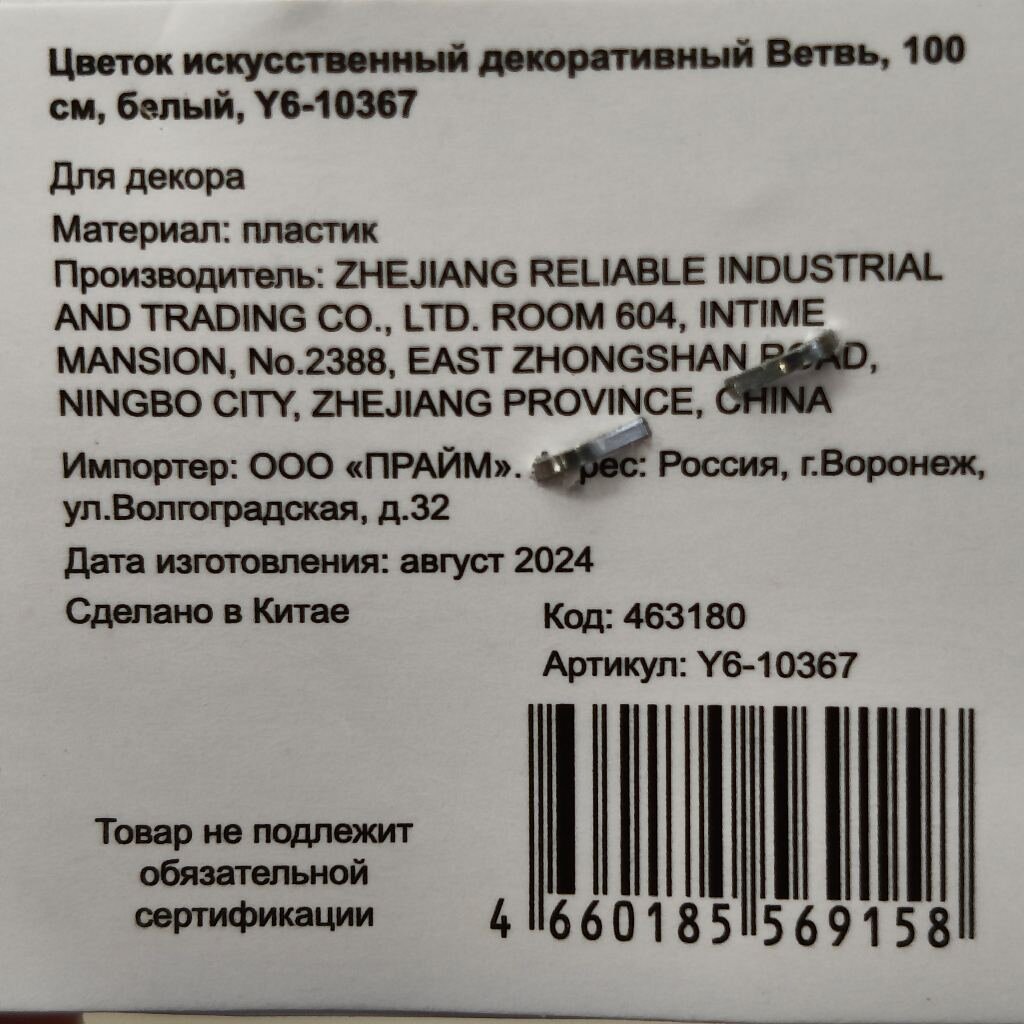 Цветок искусственный декоративный Ветвь, 100
см, белый, Y6-10367
Для декора
Материал: пластик
Производитель: ZHEJIANG RELIABLE INDUSTRIAL
AND TRADING CO., LTD. ROOM 604, INTIME
MANSION, No.2388, EAST ZHONGSHAN ROAD,
NINGBO CITY, ZHEJIANG PROVINCE, CHINA
Импортер: ООО «ПРАЙМ». Адрес: Россия, г.Воронеж,
ул.Волгоградская, д.32
Дата изготовления: август 2024
Сделано в Китае
Код: 463180
Артикул: Y6-10367
Товар не подлежит
обязательной
сертификации
4 660185 569158